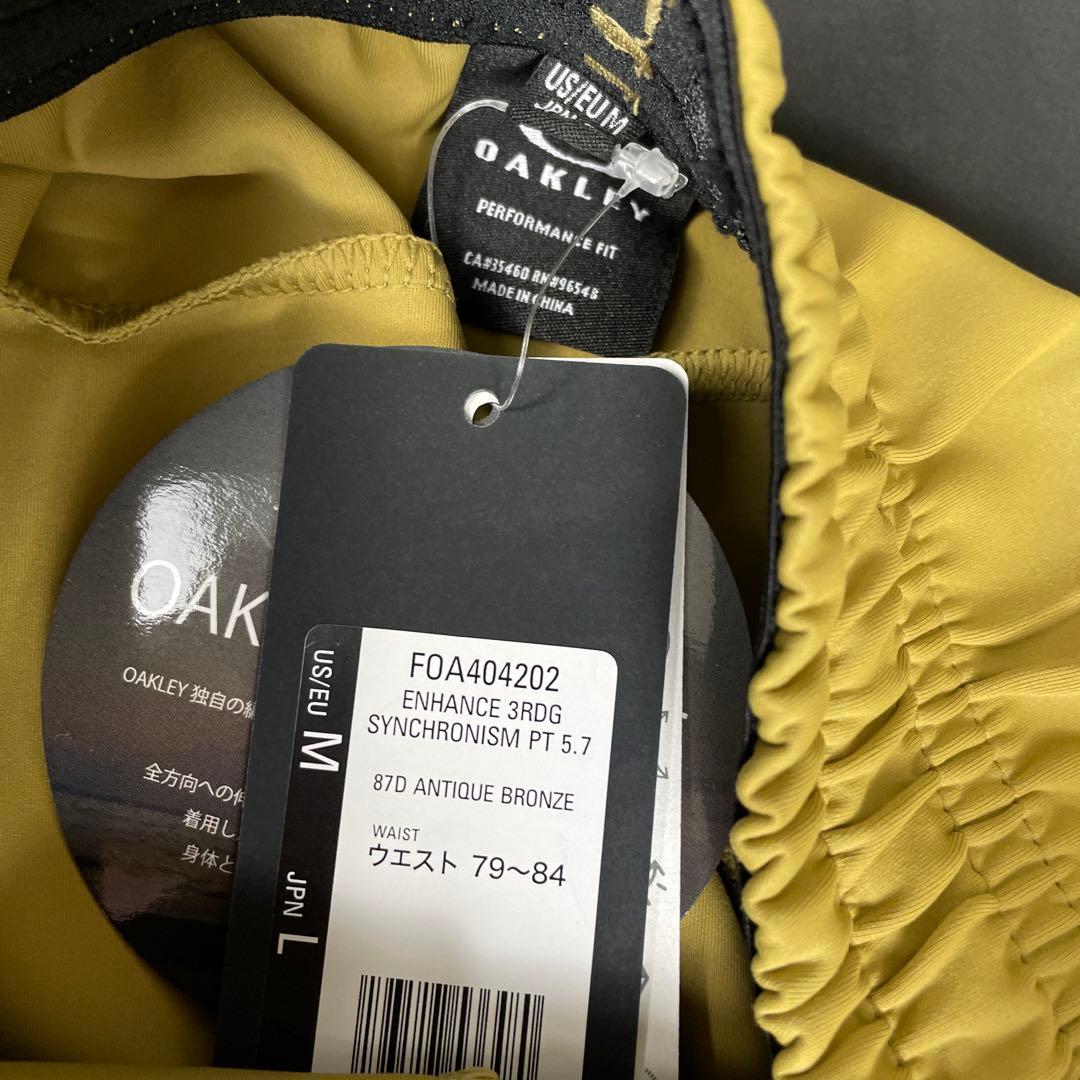 US/EU M
JPN
OAKLEY
PERFORMANCE FIT
CA#35460 RN#96548
MADE IN CHINA
OAK
OAKLEY 独自の
全方向への伸
着用し
身体と
US/EU M
JPN L
FOA404202
ENHANCE 3RDG
SYNCHRONISM PT 5.7
87D ANTIQUE BRONZE
WAIST
ウエスト 79～84